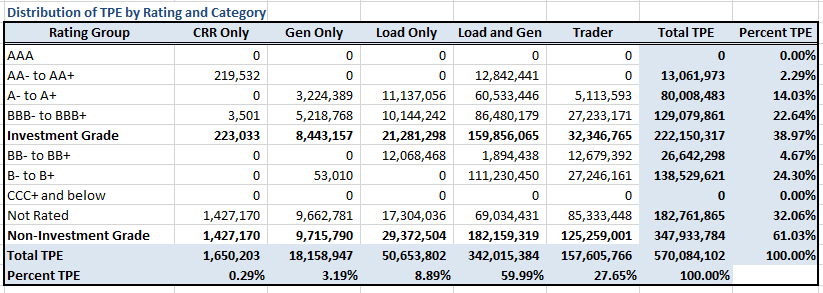 Distribution of TPE by Rating and Category
Rating Group CRR Only Gen Only Load Only Load and Gen Trader Total TPE Percent TPE
AAA 0 0 0 0 0 0 0.00%
AA- to AA+ 219,532 0 0 12,842,441 0 13,061,973 2.29%
A- to A+ 0 3,224,389 11,137,056 60,533,446 5,113,593 80,008,483 14.03%
BBB- to BBB+ 3,501 5,218,768 10,144,242 86,480,179 27,233,171 129,079,861 22.64%
Investment Grade 223,033 8,443,157 21,281,298 159,856,065 32,346,765 222,150,317 38.97%
BB- to BB+ 0 0 12,068,468 1,894,438 12,679,392 26,642,298 4.67%
B- to B+ 0 53,010 0 111,230,450 27,246,161 138,529,621 24.30%
CCC+ and below 0 0 0 0 0 0 0.00%
Not Rated 1,427,170 9,662,781 17,304,036 69,034,431 85,333,448 182,761,865 32.06%
Non-Investment Grade 1,427,170 9,715,790 29,372,504 182,159,319 125,259,001 347,933,784 61.03%
Total TPE 1,650,203 18,158,947 50,653,802 342,015,384 157,605,766 570,084,102 100.00%
Percent TPE 0.29% 3.19% 8.89% 59.99% 27.65% 100.00%